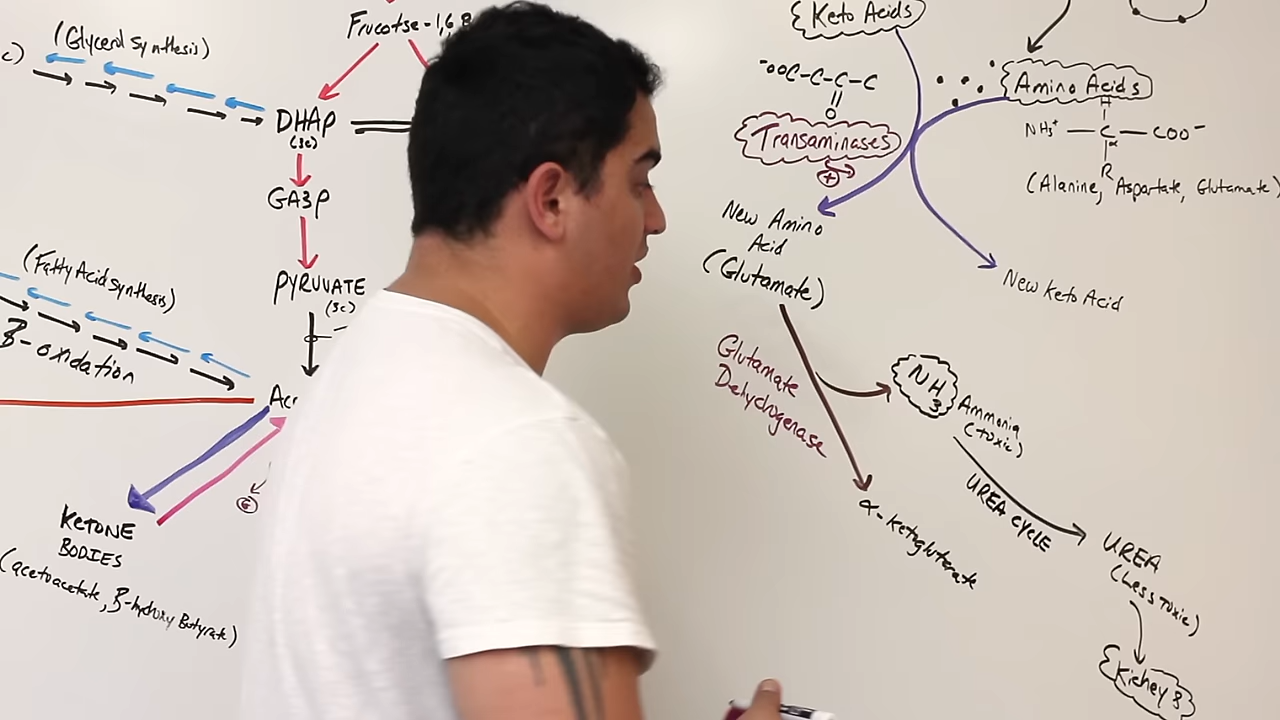 (Glycerol Synthesis)
c)
Frucotse-1,6 B
DHAP
(3c)
GA3P
PYRUVATE
(3c)
(Fatty Acid synthesis)
β-oxidation
KETONE
BODIES
(acetoacetate, β-hydroxy Butyrate)
Keto Acids
-OOC-C-C-C
O
Transaminases
+
New Amino
Acid
(Glutamate)
Amino Acids
H
NH3+ — C — COO-
α
R
(Alanine, Aspartate, Glutamate)
New Keto Acid
Glutamate
Dehydrogenase
NH3
Ammonia
(toxic)
UREA CYCLE
α-ketogluterate
UREA
(Less Toxic)
Kidney